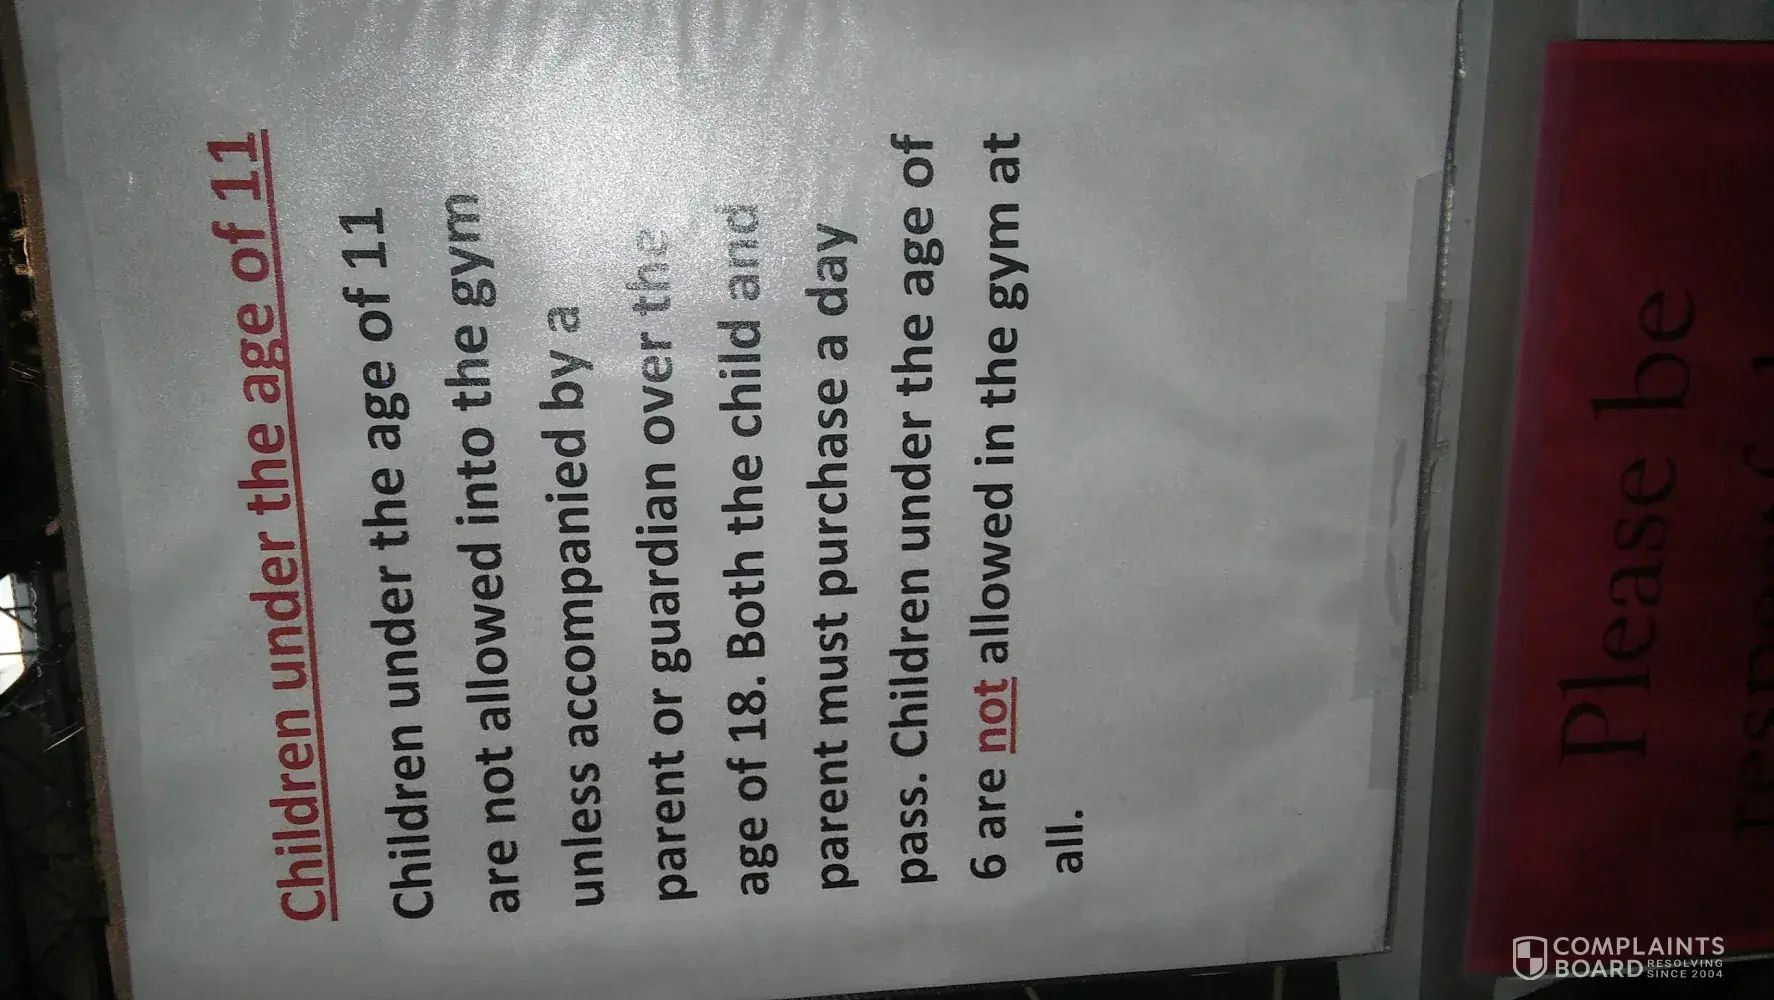 Children under the age of 11
Children under the age of 11
are not allowed into the gym
unless accompanied by a
parent or guardian over the
age of 18. Both the child and
parent must purchase a day
pass. Children under the age of
6 are not allowed in the gym at
all.
Please be
COMPLAINTS
BOARD RESOLVING
SINCE 2004